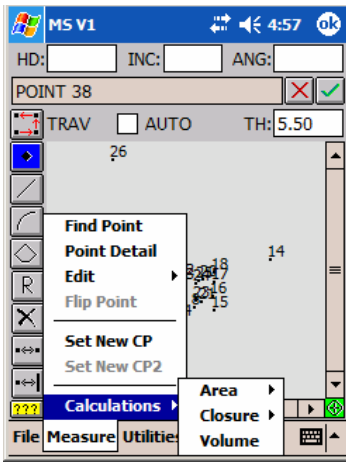 MS V1 4:57 ok
HD: INC: ANG:
POINT 38
TRAV AUTO TH: 5.50
26
14
18
17
16
15
R
Find Point
Point Detail
Edit
Flip Point
Set New CP
Set New CP2
Calculations
Area
Closure
Volume
???
File Measure Utilities